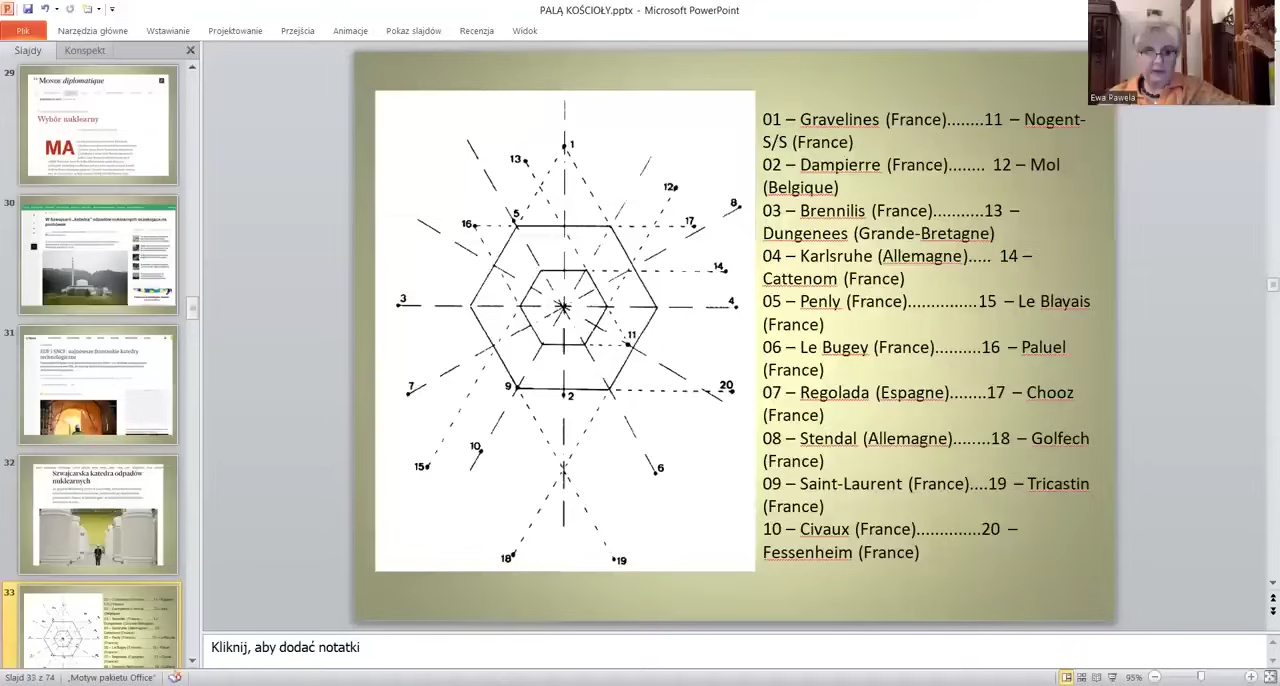 PALĄ KOŚCIOŁY.pptx - Microsoft PowerPoint
Plik Narzędzia główne Wstawianie Projektowanie Przejścia Animacje Pokaz slajdów Recenzja Widok
Slajdy Konspekt
Ewa Pawela
29
MONDE diplomatique
Wybór nuklearny
MA
30
31
32
Szwajcarska katedra odpadów
nuklearnych
33
1
13
12
8
5
16
17
14
3
4
11
7
9
2
20
10
15
6
18
19
01 – Gravelines (France)........11 – Nogent-
S/S (France)
02 – Danpierre (France)........ 12 – Mol
(Belgique)
03 – Brennilis (France)...........13 –
Dungenees (Grande-Bretagne)
04 – Karlsruhe (Allemagne)..... 14 –
Cattenom (France)
05 – Penly (France)...............15 – Le Blayais
(France)
06 – Le Bugey (France)..........16 – Paluel
(France)
07 – Regolada (Espagne)......17 – Chooz
(France)
08 – Stendal (Allemagne)........18 – Golfech
(France)
09 – Saint-Laurent (France)....19 – Tricastin
(France)
10 – Civaux (France).............20 –
Fessenheim (France)
Kliknij, aby dodać notatki
Slajd 33 z 74 „Motyw pakietu Office” 95%